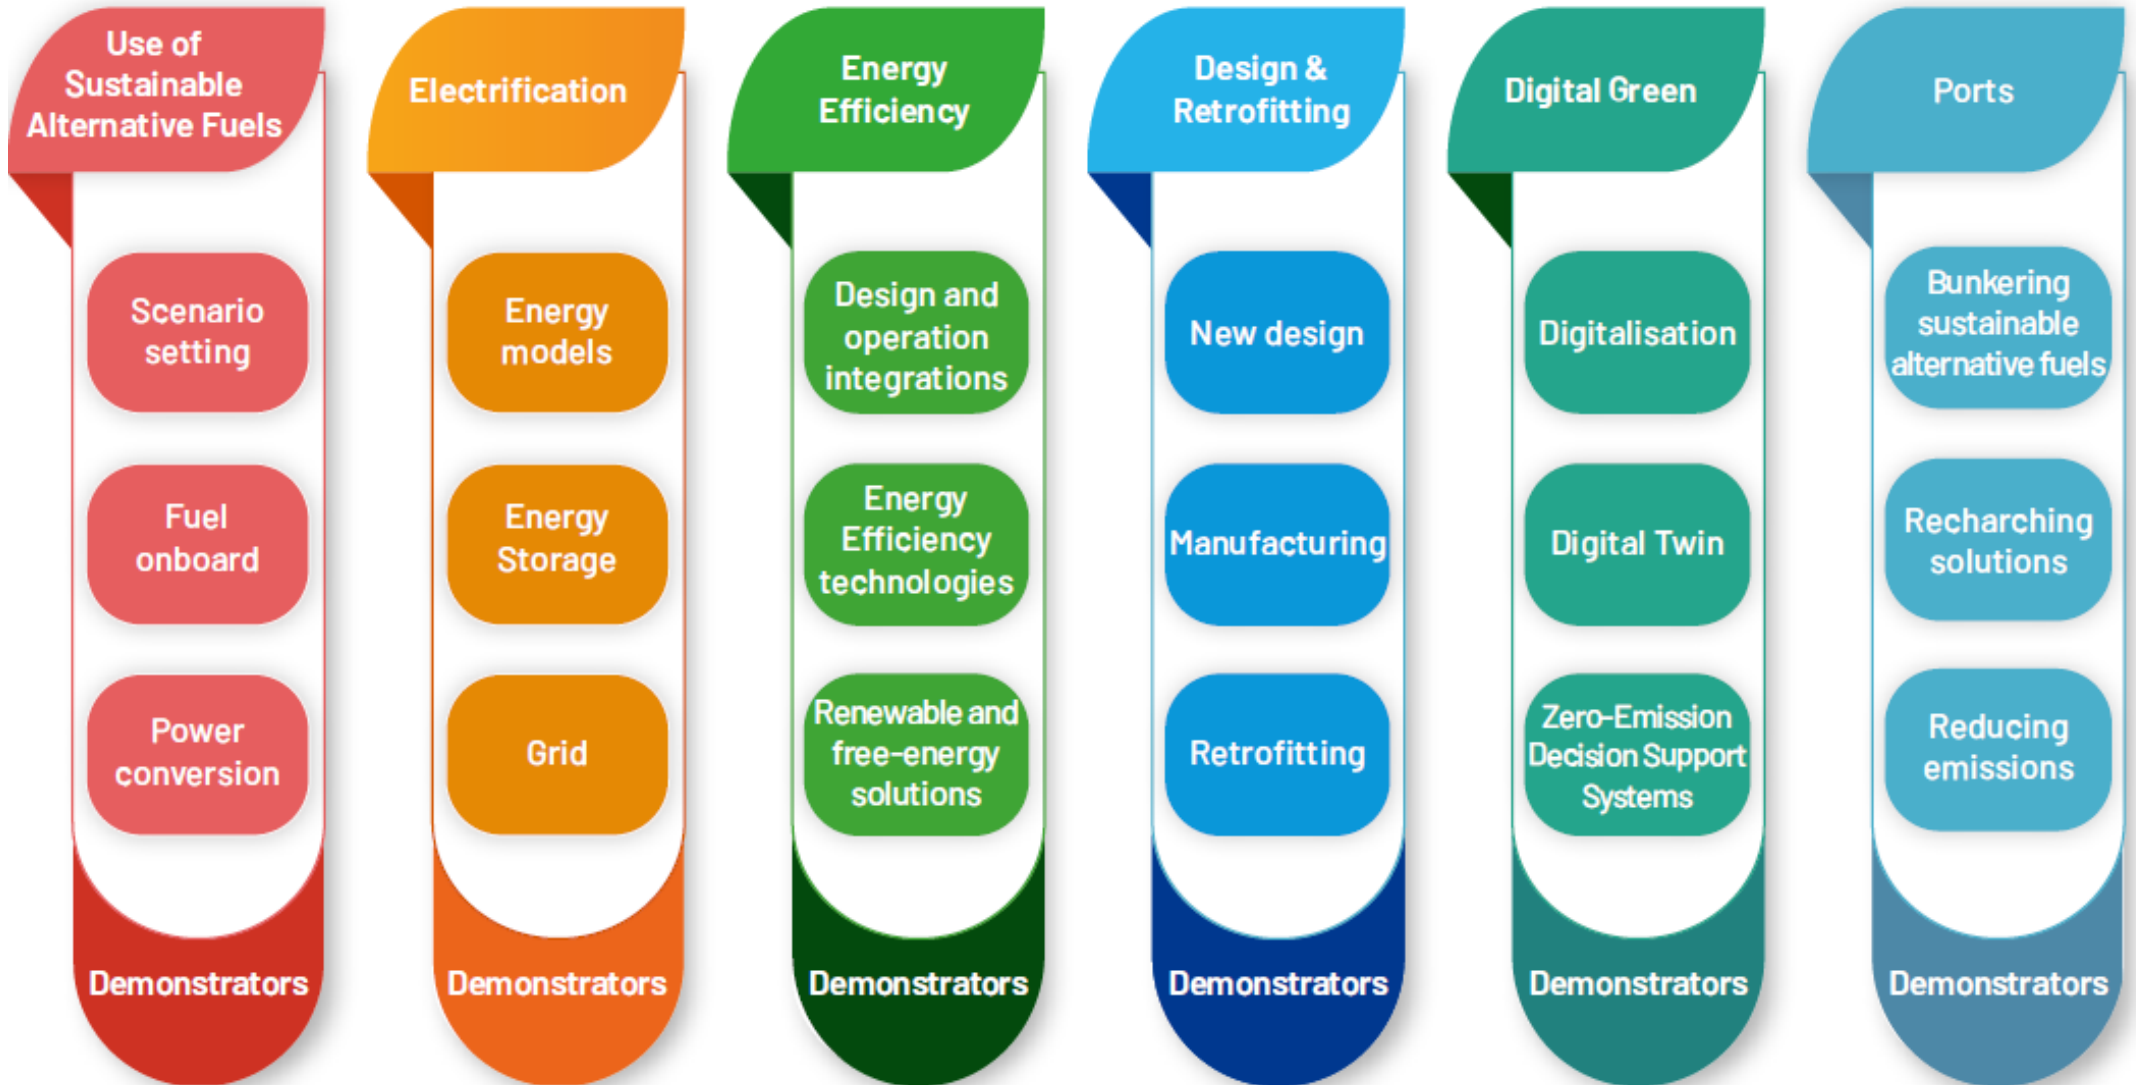 Use of
Sustainable
Alternative Fuels
Scenario
setting
Fuel
onboard
Power
conversion
Demonstrators
Electrification
Energy
models
Energy
Storage
Grid
Demonstrators
Energy
Efficiency
Design and
operation
integrations
Energy
Efficiency
technologies
Renewable and
free-energy
solutions
Demonstrators
Design &
Retrofitting
New design
Manufacturing
Retrofitting
Demonstrators
Digital Green
Digitalisation
Digital Twin
Zero-Emission
Decision Support
Systems
Demonstrators
Ports
Bunkering
sustainable
alternative fuels
Recharching
solutions
Reducing
emissions
Demonstrators